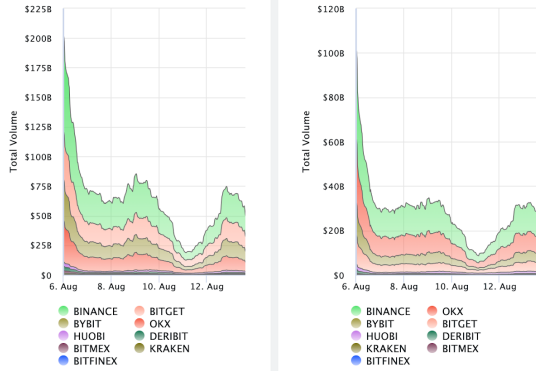 $225B
$200B
$175B
$150B
$125B
$100B
$75B
$50B
$25B
$0
Total Volume
6. Aug 8. Aug 10. Aug 12. Aug
BINANCE BITGET
BYBIT OKX
HUOBI DERIBIT
BITMEX KRAKEN
BITFINEX
$120B
$100B
$80B
$60B
$40B
$20B
$0
Total Volume
6. Aug 8. Aug 10. Aug 12. Aug
BINANCE OKX
BYBIT BITGET
HUOBI DERIBIT
KRAKEN BITMEX
BITFINEX